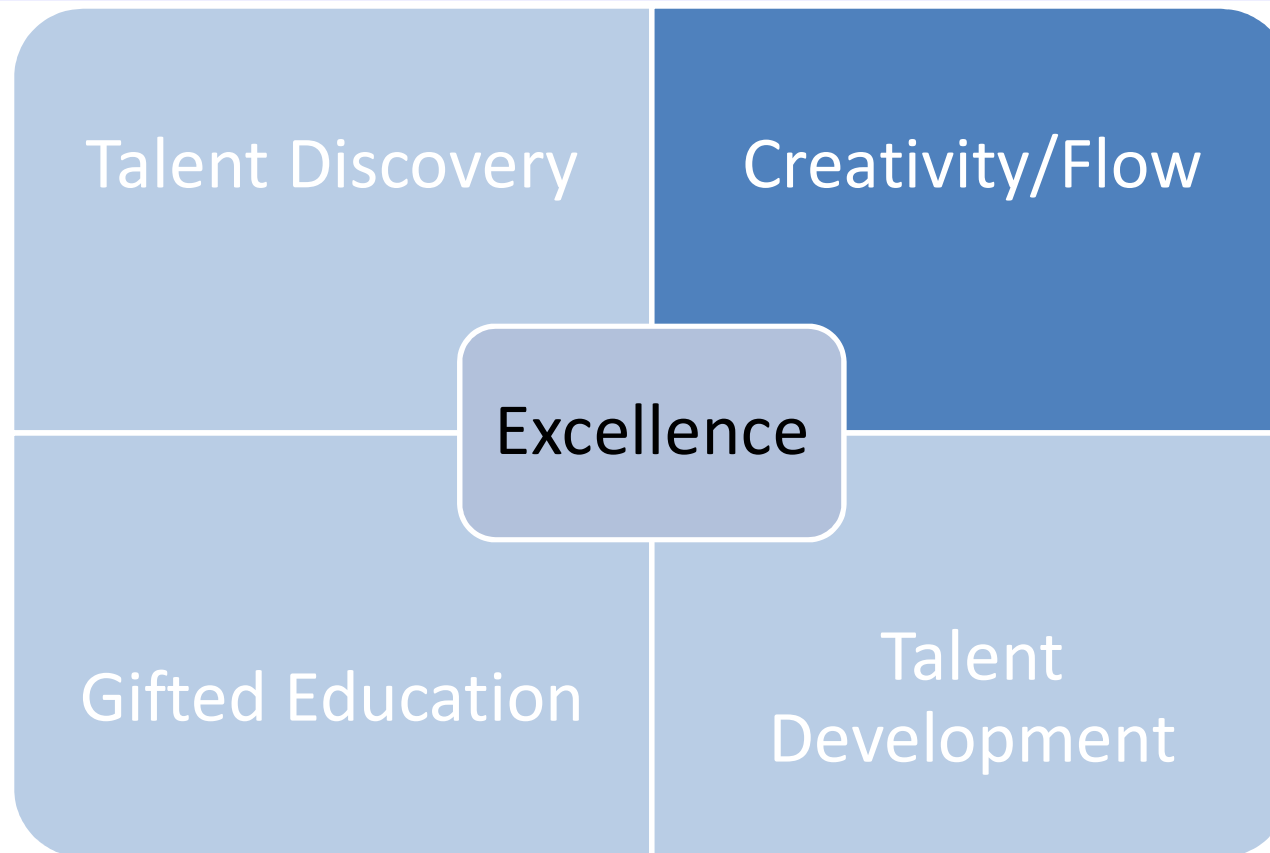 Talent Discovery
Creativity/Flow
Excellence
Gifted Education
Talent
Development